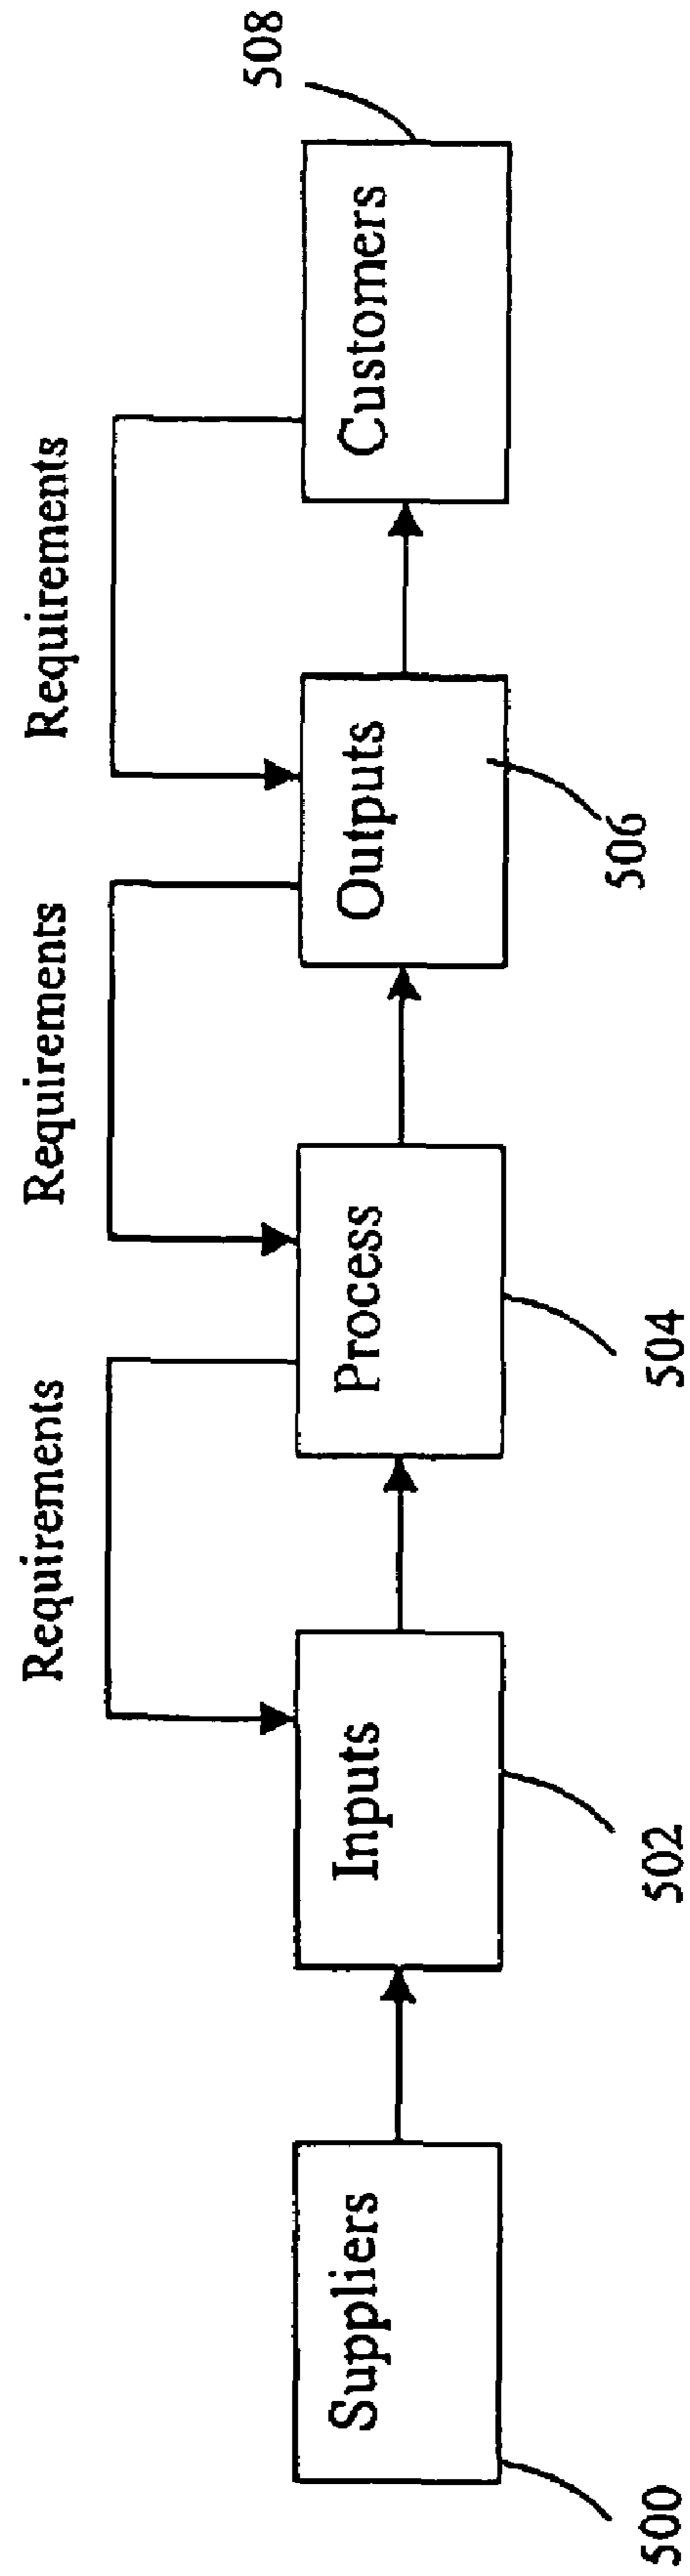 Requirements
Requirements
Requirements
Suppliers
Inputs
Process
Outputs
Customers
500
502
504
506
508